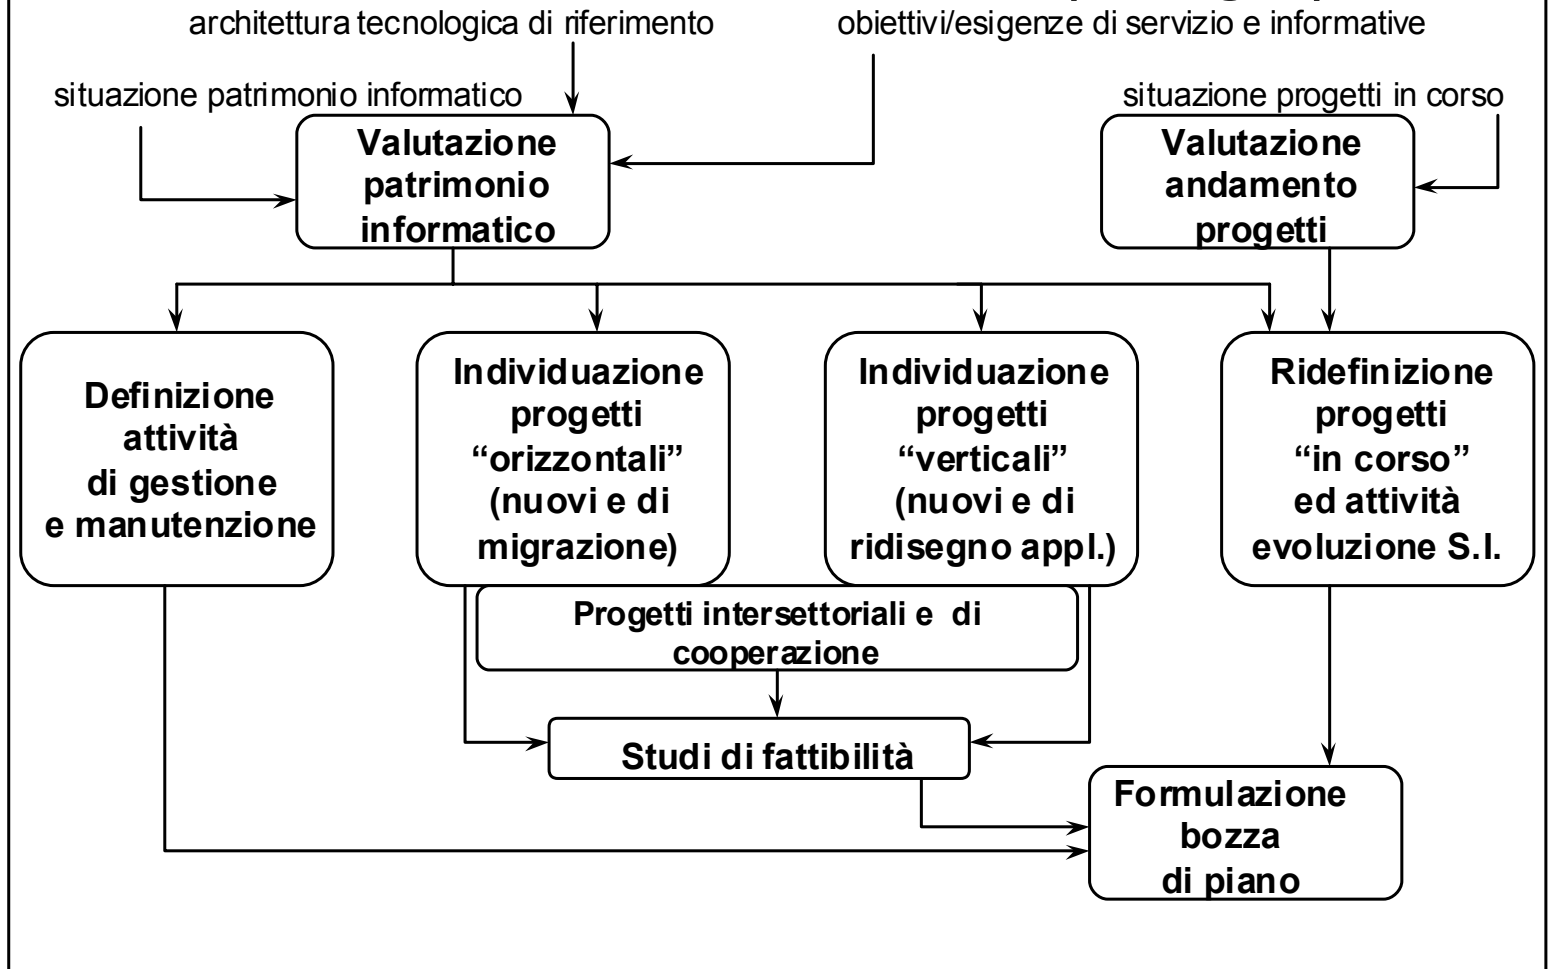 architettura tecnologica di riferimento
obiettivi/esigenze di servizio e informative
situazione patrimonio informatico
situazione progetti in corso
Valutazione
patrimonio
informatico
Valutazione
andamento
progetti
Definizione
attività
di gestione
e manutenzione
Individuazione
progetti
“orizzontali”
(nuovi e di
migrazione)
Individuazione
progetti
“verticali”
(nuovi e di
ridisegno appl.)
Ridefinizione
progetti
“in corso”
ed attività
evoluzione S.I.
Progetti intersettoriali e di
cooperazione
Studi di fattibilità
Formulazione
bozza
di piano